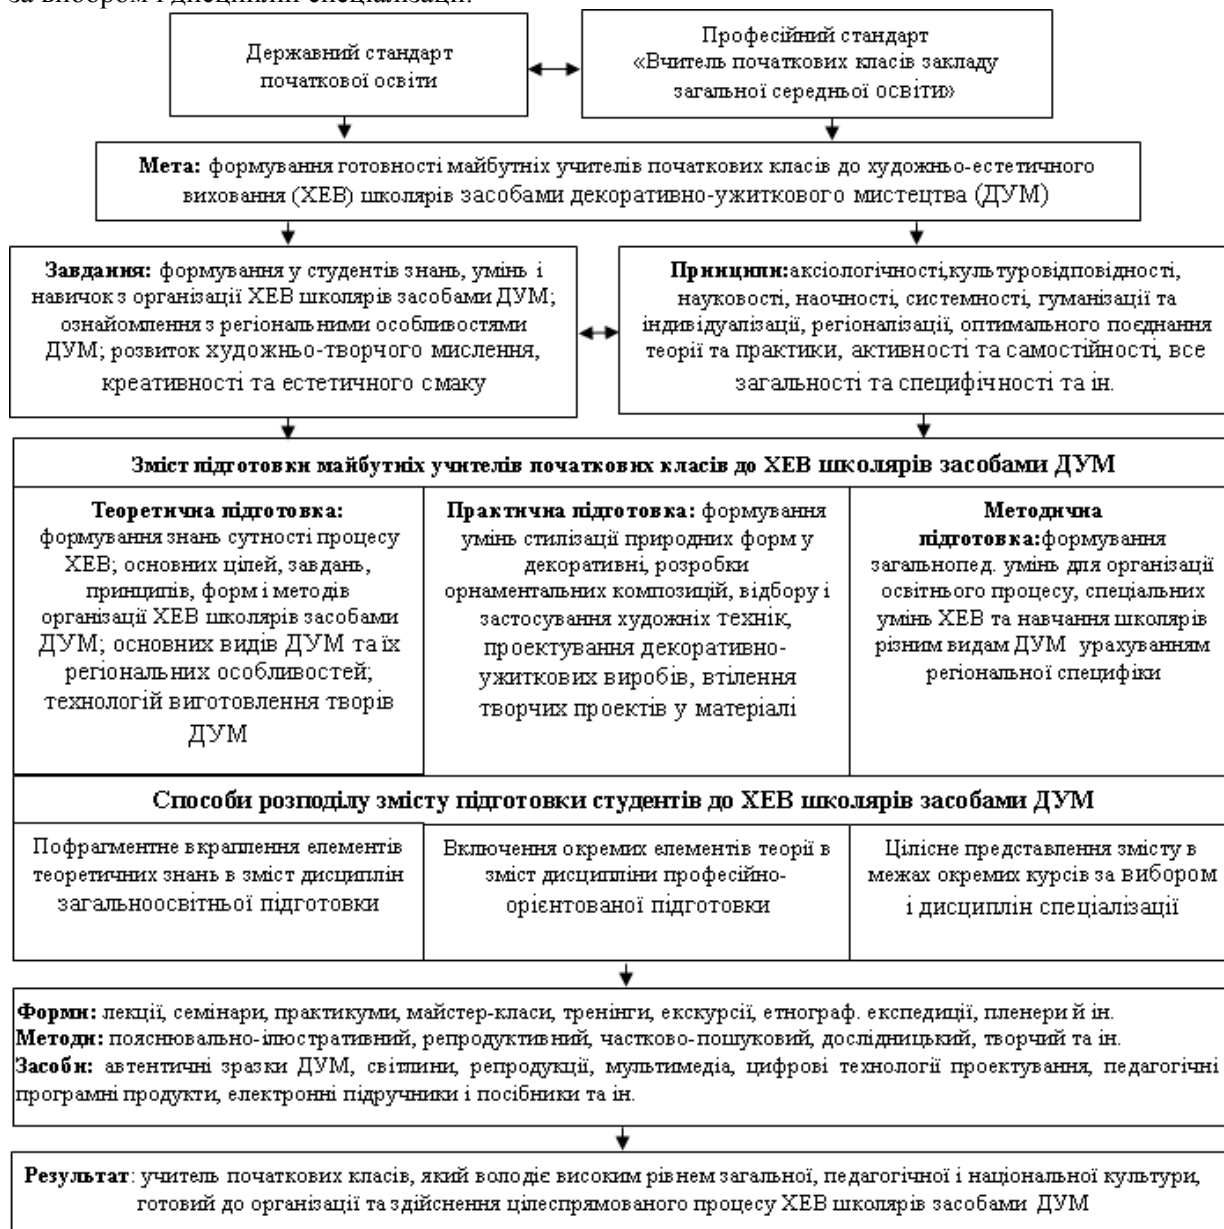 за вибором і дисциплін спеціалізації.
Державний стандарт
початкової освіти
Професійний стандарт
«Вчитель початкових класів закладу
загальної середньої освіти»
Мета: формування готовності майбутніх учителів початкових класів до художньо-естетичного
виховання (ХЕВ) школярів засобами декоративно-ужиткового мистецтва (ДУМ)
Завдання: формування у студентів знань, умінь і
навичок з організації ХЕВ школярів засобами ДУМ;
ознайомлення з регіональними особливостями
ДУМ; розвиток художньо-творчого мислення,
креативності та естетичного смаку
Принципи:аксіологічності,культуровідповідності,
науковості, наочності, системності, гуманізації та
індивідуалізації, регіоналізації, оптимального поєднання
теорії та практики, активності та самостійності, все
загальності та специфічності та ін.
Зміст підготовки майбутніх учителів початкових класів до ХЕВ школярів засобами ДУМ
Теоретична підготовка:
формування знань сутності процесу
ХЕВ; основних цілей, завдань,
принципів, форм і методів
організації ХЕВ школярів засобами
ДУМ; основних видів ДУМ та їх
регіональних особливостей;
технологій виготовлення творів
ДУМ
Практична підготовка: формування
умінь стилізації природних форм у
декоративні, розробки
орнаментальних композицій, відбору і
застосування художніх технік,
проектування декоративно-
ужиткових виробів, втілення
творчих проектів у матеріалі
Методична
підготовка:формування
загальнопед. умінь для організації
освітнього процесу, спеціальних
умінь ХЕВ та навчання школярів
різним видам ДУМ урахуванням
регіональної специфіки
Способи розподілу змісту підготовки студентів до ХЕВ школярів засобами ДУМ
Пофрагментне вкраплення елементів
теоретичних знань в зміст дисциплін
загальноосвітньої підготовки
Включення окремих елементів теорії в
зміст дисципліни професійно-
орієнтованої підготовки
Цілісне представлення змісту в
межах окремих курсів за вибором
і дисциплін спеціалізації
Форми: лекції, семінари, практикуми, майстер-класи, тренінги, екскурсії, етнограф. експедиції, пленери й ін.
Методи: пояснювально-ілюстративний, репродуктивний, частково-пошуковий, дослідницький, творчий та ін.
Засоби: автентичні зразки ДУМ, світлини, репродукції, мультимедіа, цифрові технології проектування, педагогічні
програмні продукти, електронні підручники і посібники та ін.
Результат: учитель початкових класів, який володіє високим рівнем загальної, педагогічної і національної культури,
готовий до організації та здійснення цілеспрямованого процесу ХЕВ школярів засобами ДУМ